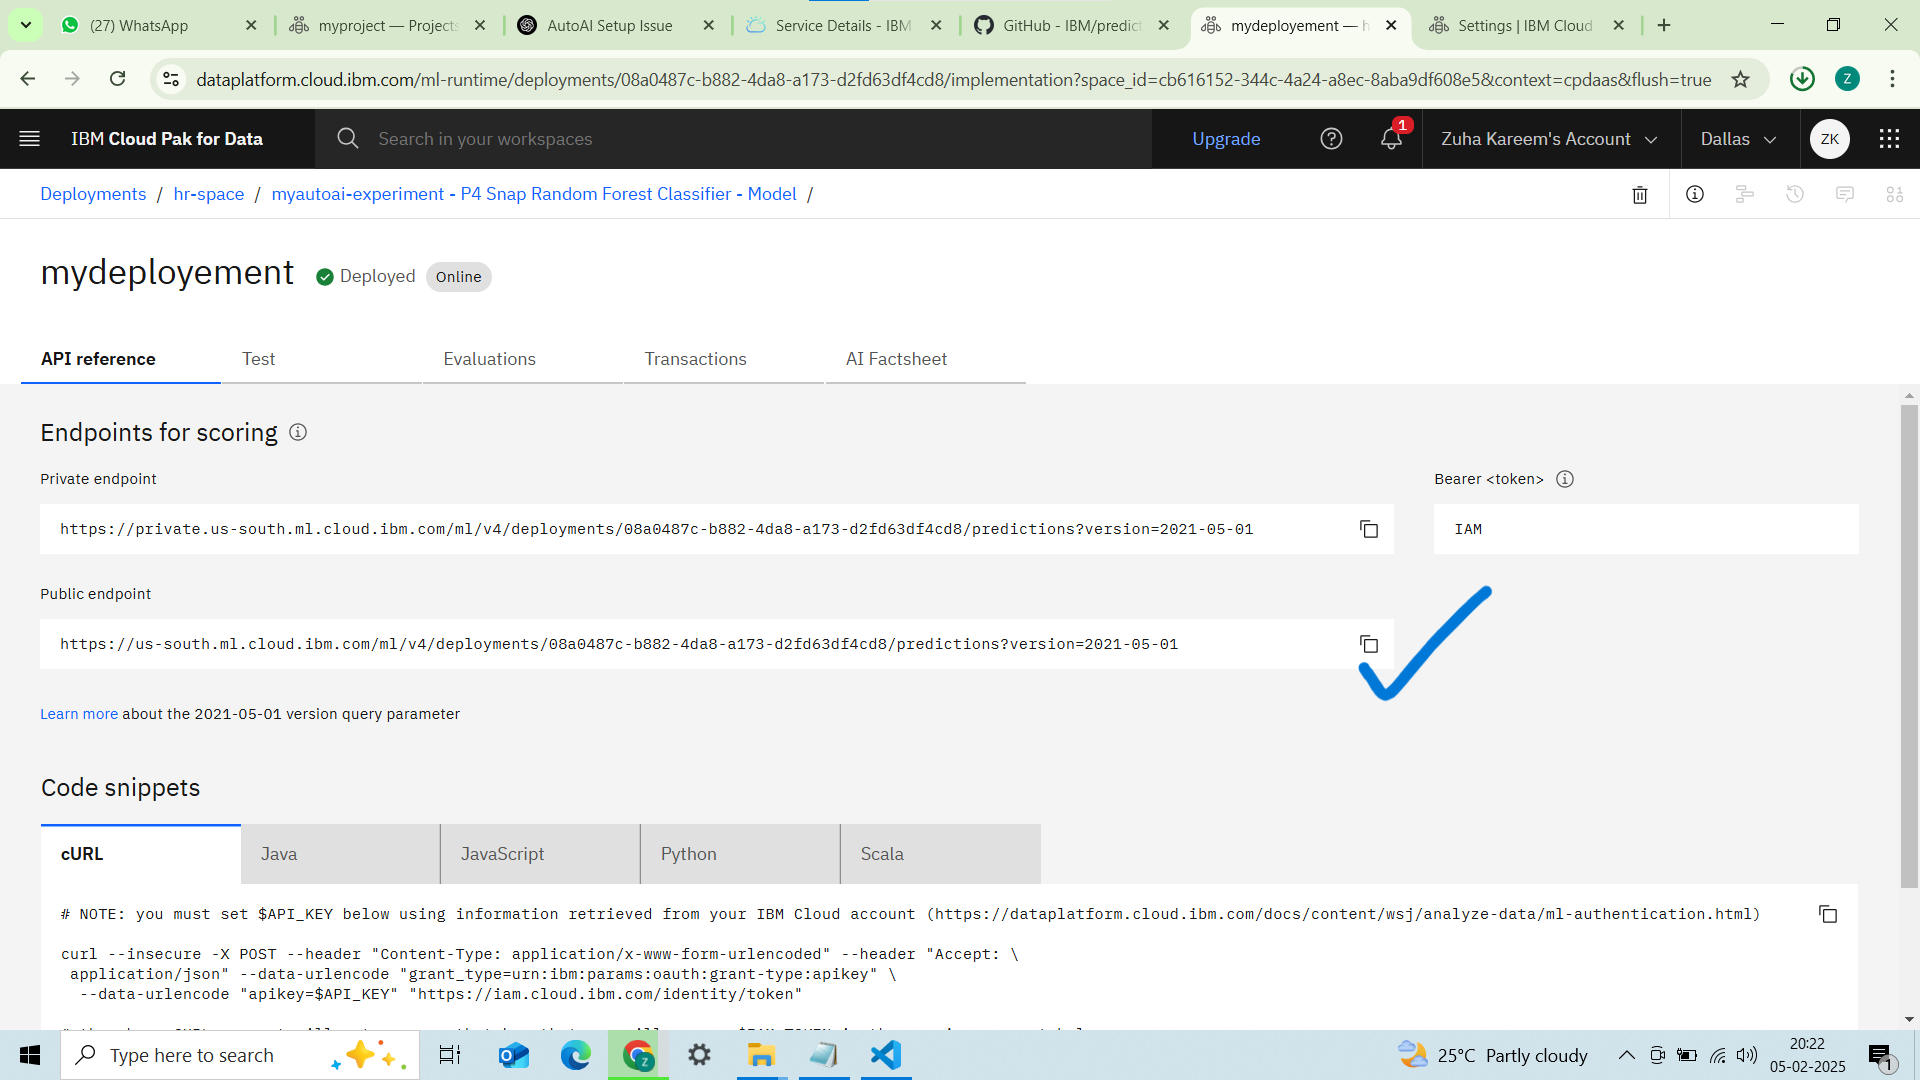 (27) WhatsApp
myproject — Projects
AutoAI Setup Issue
Service Details - IBM
GitHub - IBM/predict
mydeployement — h
Settings | IBM Cloud
dataplatform.cloud.ibm.com/ml-runtime/deployments/08a0487c-b882-4da8-a173-d2fd63df4cd8/implementation?space_id=cb616152-344c-4a24-a8ec-8aba9df608e5&context=cpdaas&flush=true
Z
IBM Cloud Pak for Data
Search in your workspaces
Upgrade
1
Zuha Kareem's Account
Dallas
ZK
Deployments / hr-space / myautoai-experiment - P4 Snap Random Forest Classifier - Model /
mydeployement
Deployed
Online
API reference
Test
Evaluations
Transactions
AI Factsheet
Endpoints for scoring
Private endpoint
Bearer <token>
https://private.us-south.ml.cloud.ibm.com/ml/v4/deployments/08a0487c-b882-4da8-a173-d2fd63df4cd8/predictions?version=2021-05-01
IAM
Public endpoint
https://us-south.ml.cloud.ibm.com/ml/v4/deployments/08a0487c-b882-4da8-a173-d2fd63df4cd8/predictions?version=2021-05-01
Learn more about the 2021-05-01 version query parameter
Code snippets
cURL
Java
JavaScript
Python
Scala
# NOTE: you must set $API_KEY below using information retrieved from your IBM Cloud account (https://dataplatform.cloud.ibm.com/docs/content/wsj/analyze-data/ml-authentication.html)
curl --insecure -X POST --header "Content-Type: application/x-www-form-urlencoded" --header "Accept: \
application/json" --data-urlencode "grant_type=urn:ibm:params:oauth:grant-type:apikey" \
--data-urlencode "apikey=$API_KEY" "https://iam.cloud.ibm.com/identity/token"
Type here to search
Z
25°C Partly cloudy
20:22
05-02-2025
1